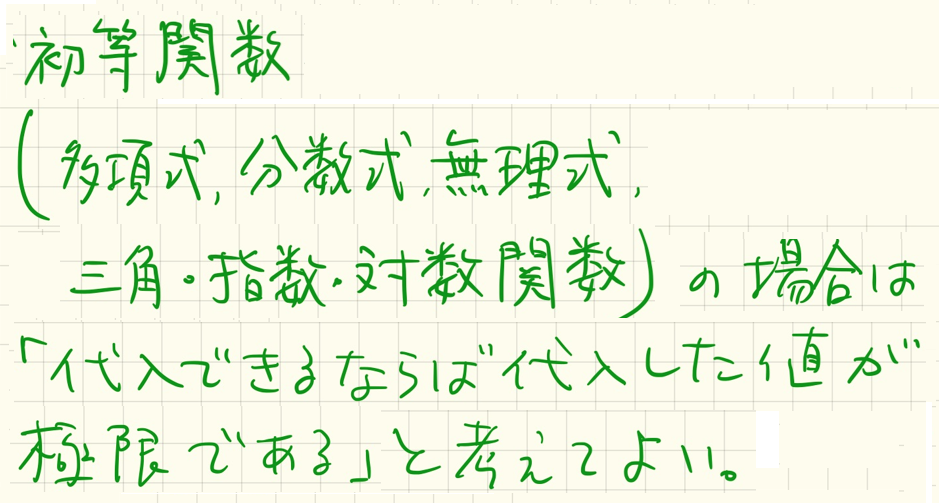 初等関数
(多項式,分数式,無理式,
三角・指数・対数関数)の場合は
「代入できるならば代入した値が
極限である」と考えてよい。